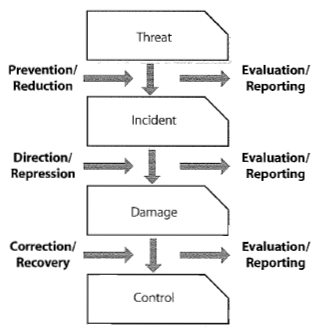 Threat
Prevention/
Reduction
Evaluation/
Reporting
Incident
Direction/
Repression
Evaluation/
Reporting
Damage
Correction/
Recovery
Evaluation/
Reporting
Control